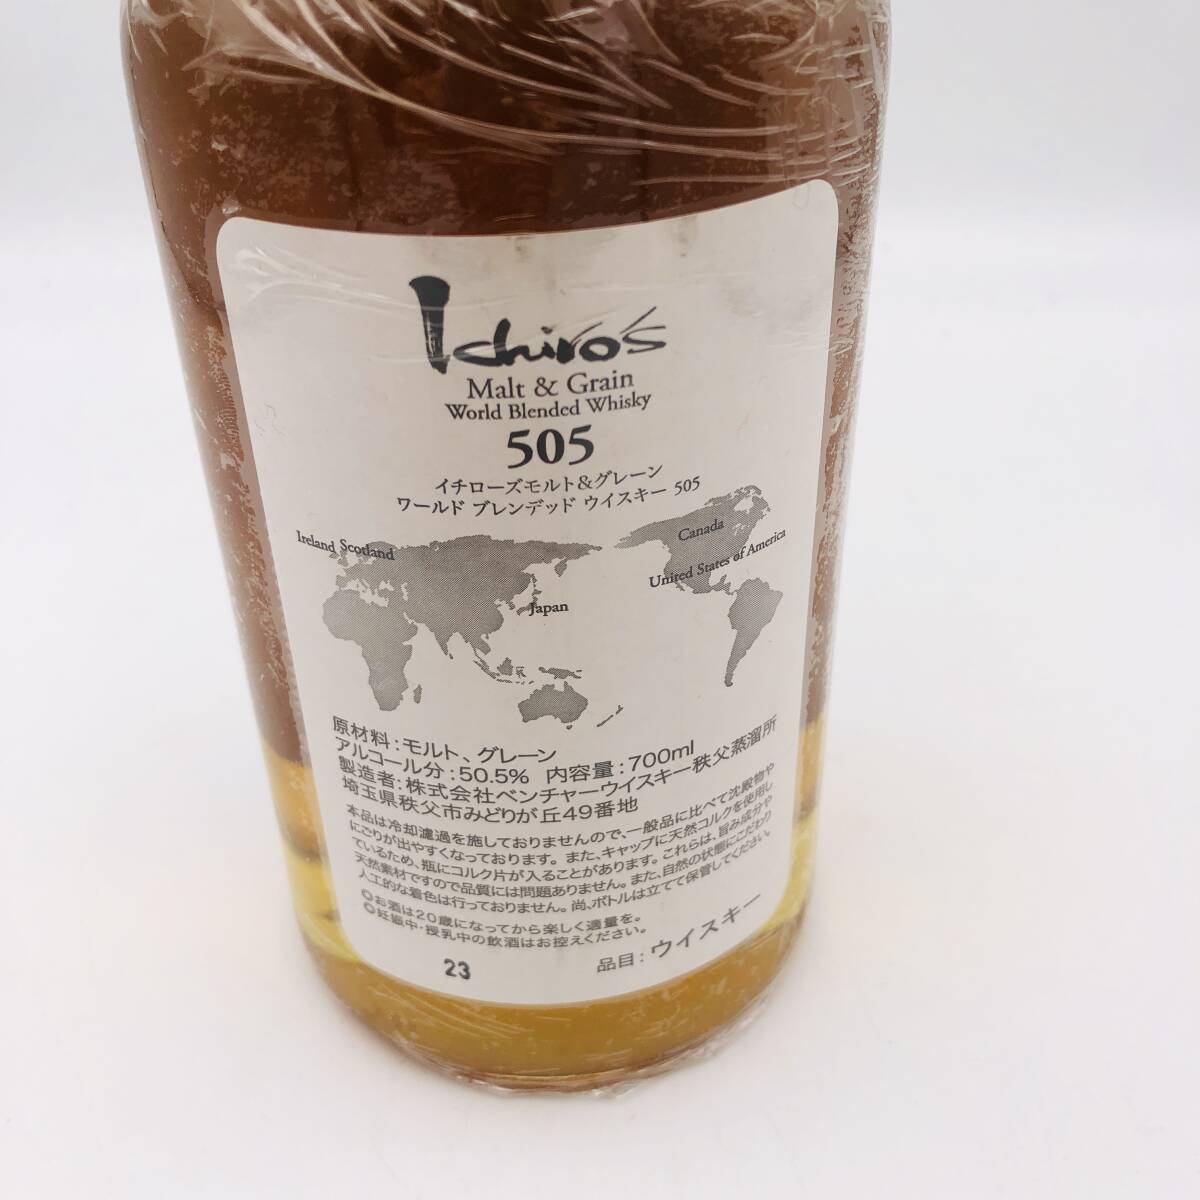 Ichiro's
Malt & Grain
World Blended Whisky
505
イチローズモルト&グレーン
ワールド ブレンデッド ウイスキー 505
Ireland Scotland
Canada
United States of America
Japan
原材料:モルト、グレーン
アルコール分:50.5% 内容量:700ml
製造者:株式会社ベンチャーウイスキー秩父蒸溜所
埼玉県秩父市みどりが丘49番地
本品は冷却濾過を施しておりませんので、一般品に比べて沈殿物や
にごりが出やすくなっております。また、キャップに天然コルクを使用し
ているため、瓶にコルク片が入ることがあります。これらは、旨み成分や
天然素材ですので品質には問題ありません。また、自然の状態にこだわり
人工的な着色は行っておりません。尚、ボトルは立てて保管してください。
◎お酒は20歳になってから楽しく適量を。
◎妊娠中・授乳中の飲酒はお控えください。
23
品目:ウイスキー